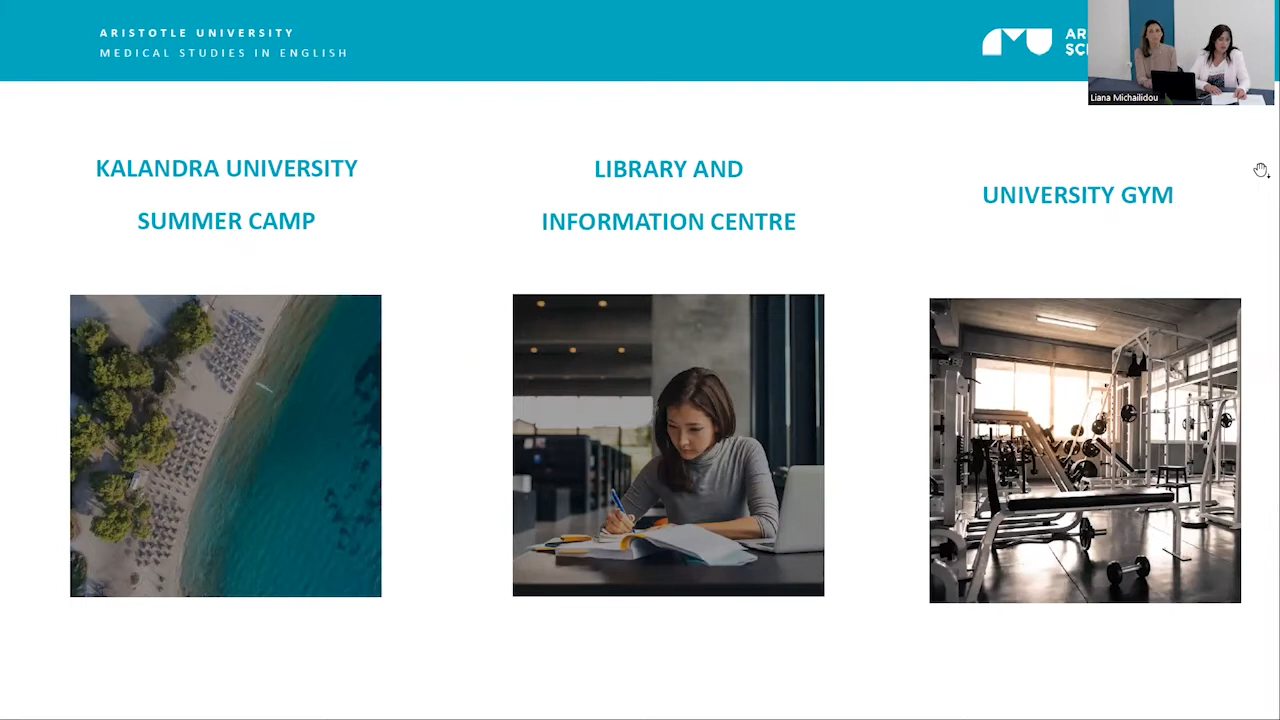 ARISTOTLE UNIVERSITY
MEDICAL STUDIES IN ENGLISH
Liana Michailidou
KALANDRA UNIVERSITY
SUMMER CAMP
LIBRARY AND
INFORMATION CENTRE
UNIVERSITY GYM